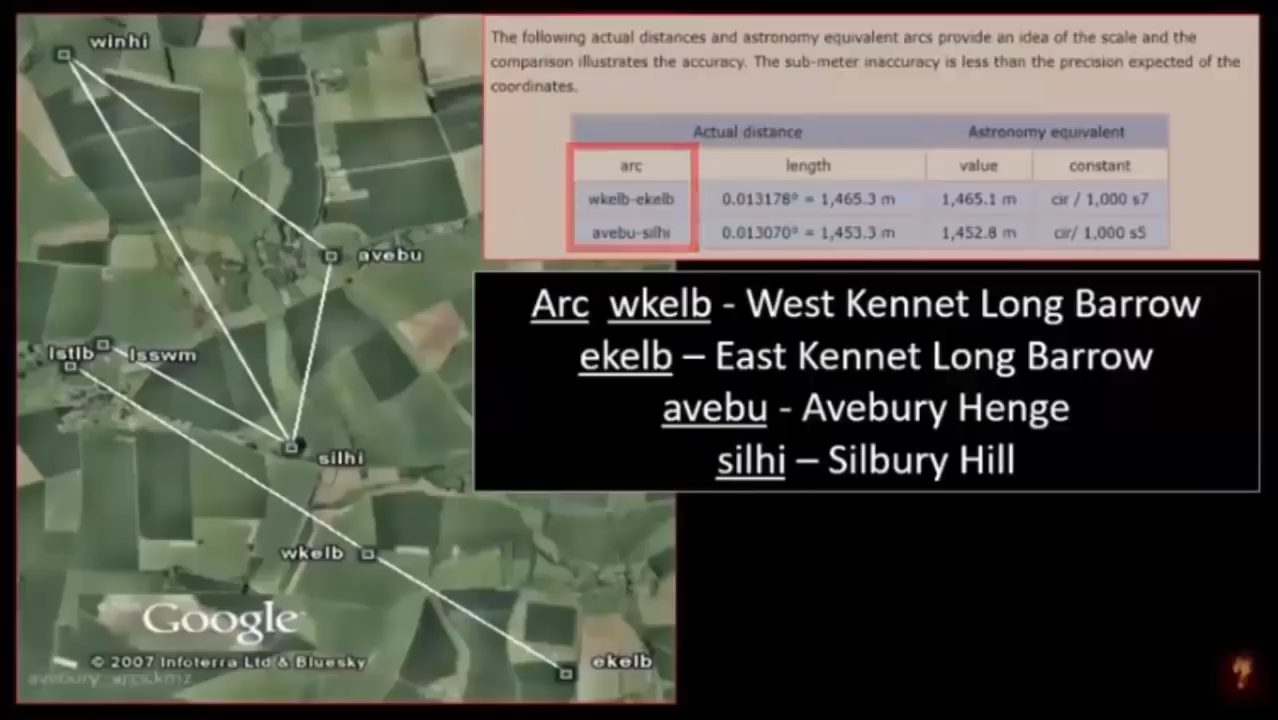 winhi
avebu
lstlb
lsswm
silhi
wkelb
ekelb
Google
© 2007 Infoterra Ltd & Bluesky
avebury_arcs.kmz
The following actual distances and astronomy equivalent arcs provide an idea of the scale and the
comparison illustrates the accuracy. The sub-meter inaccuracy is less than the precision expected of the
coordinates.
Actual distance Astronomy equivalent
arc length value constant
wkelb-ekelb 0.013178° = 1,465.3 m 1,465.1 m cir / 1,000 s7
avebu-silhi 0.013070° = 1,453.3 m 1,452.8 m cir/ 1,000 s5
Arc wkelb - West Kennet Long Barrow
ekelb – East Kennet Long Barrow
avebu - Avebury Henge
silhi – Silbury Hill
?